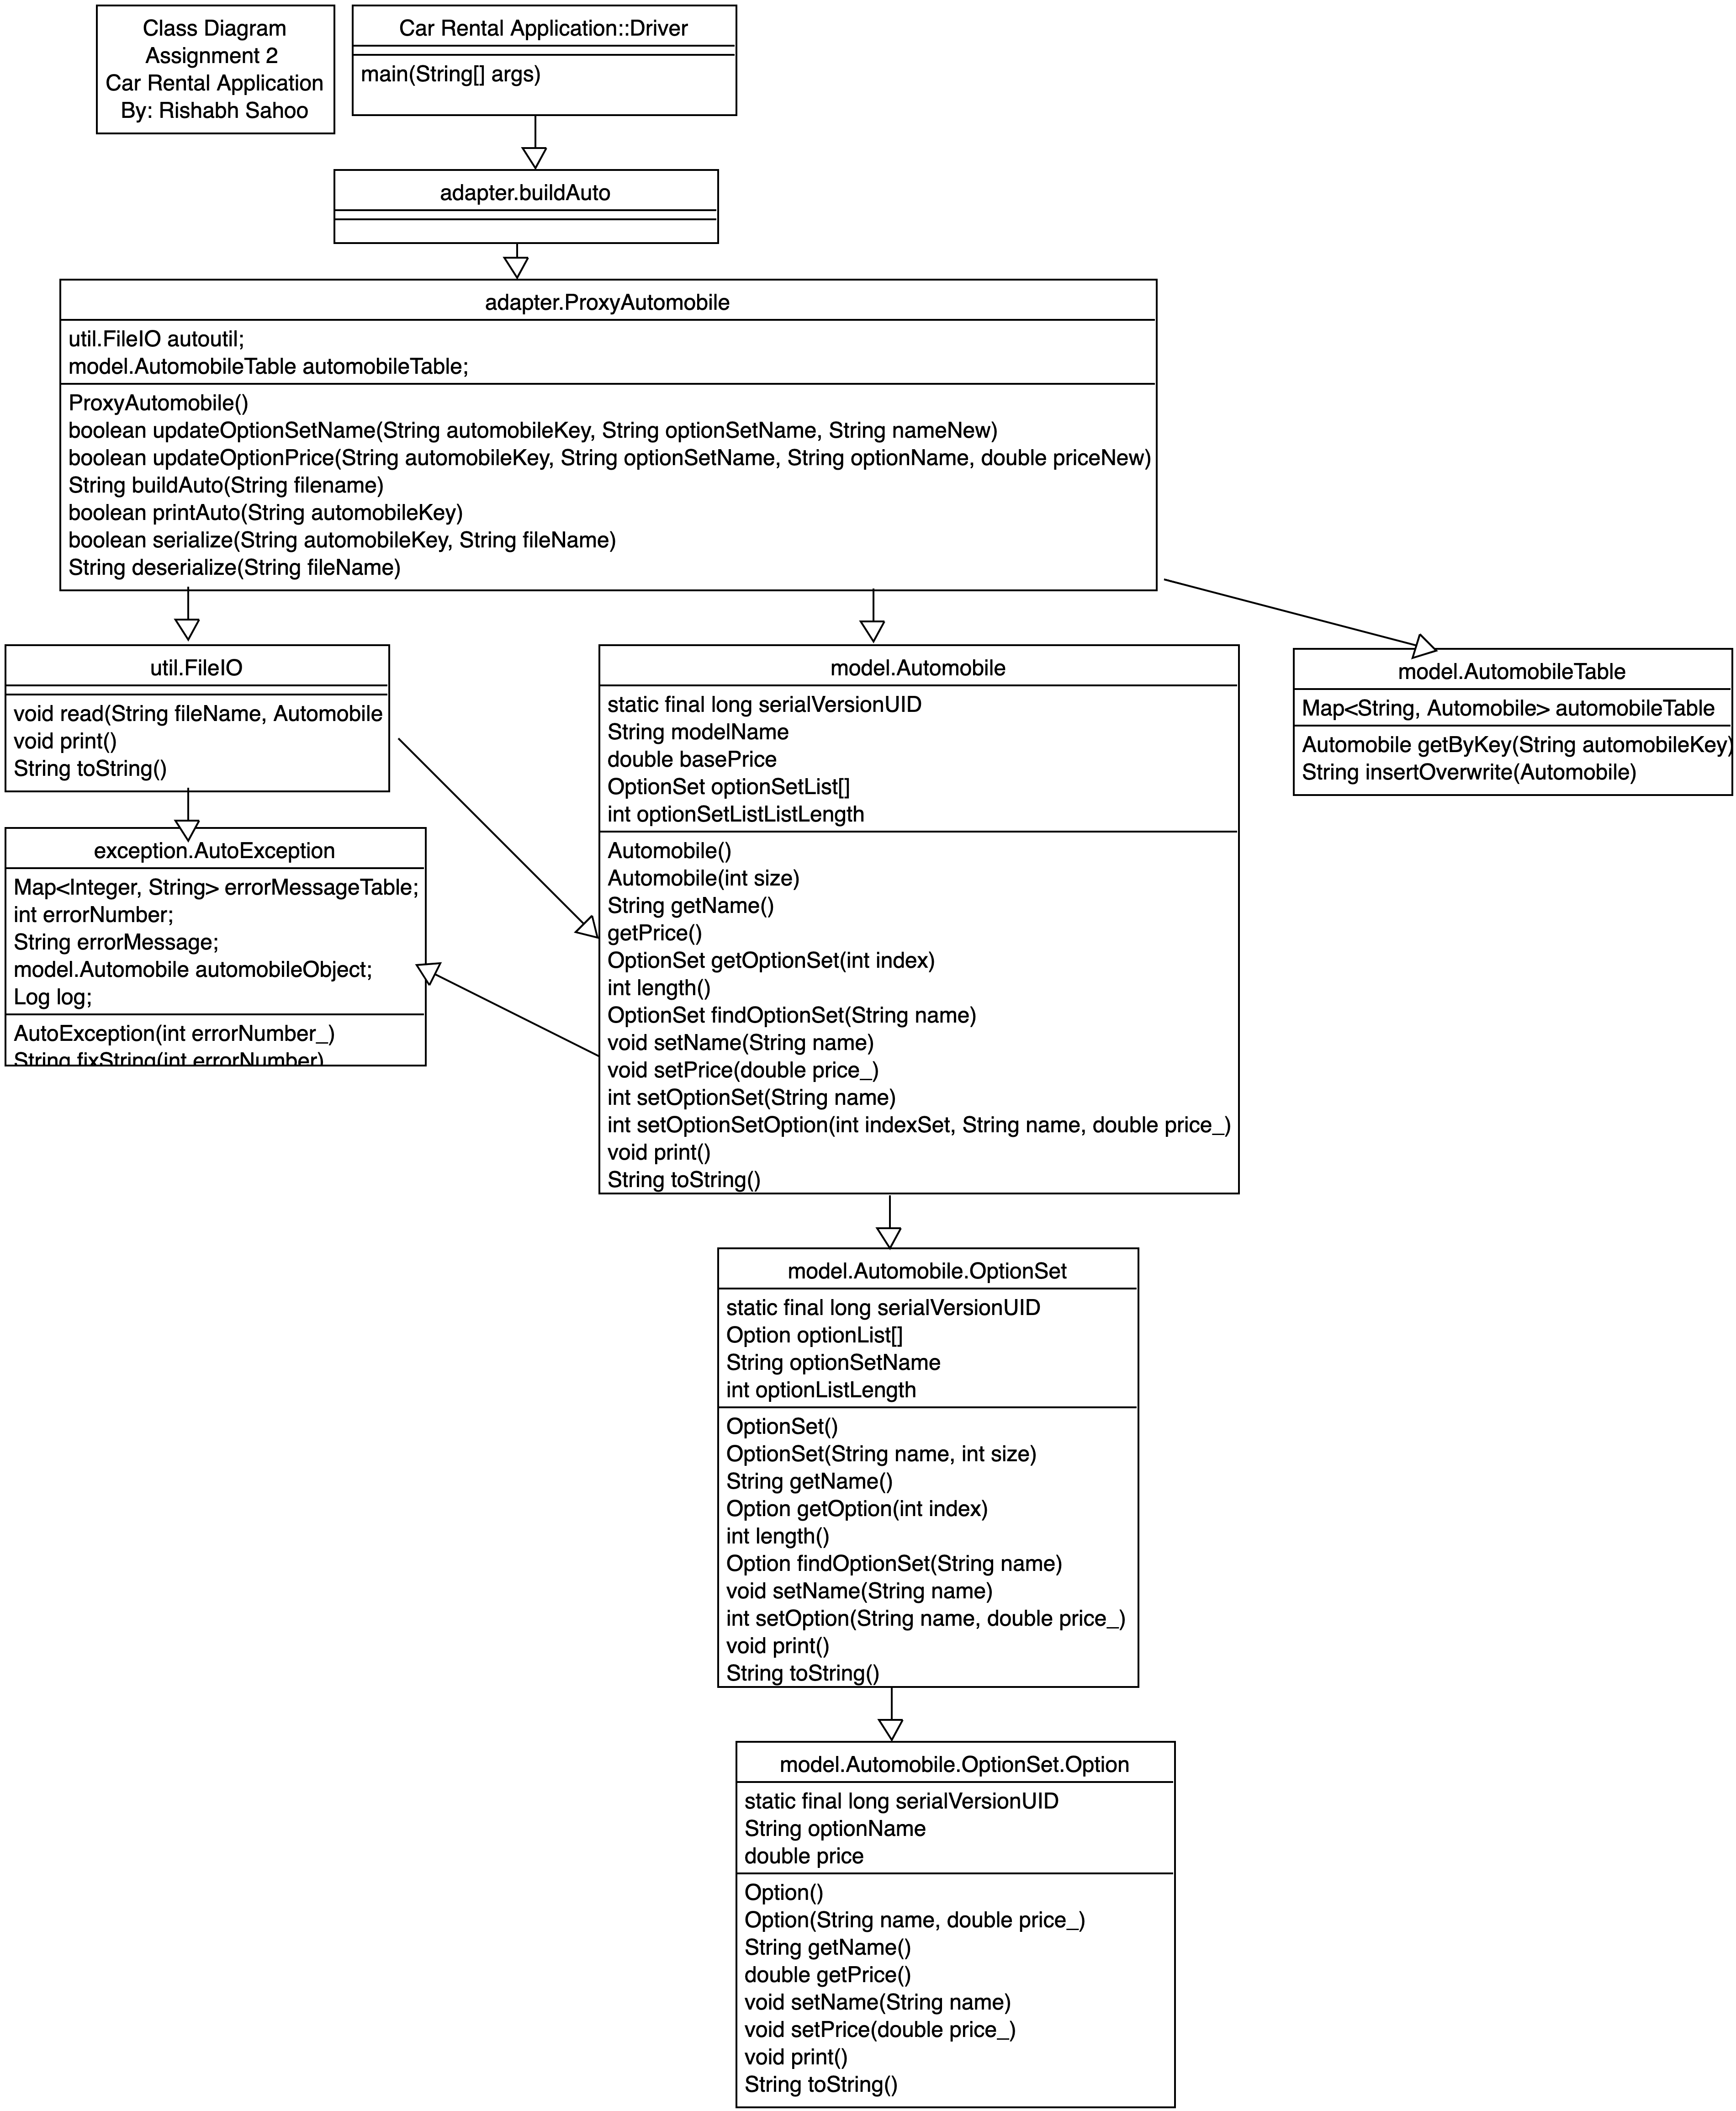 Class Diagram
Assignment 2
Car Rental Application
By: Rishabh Sahoo
Car Rental Application::Driver
main(String[] args)
adapter.buildAuto
adapter.ProxyAutomobile
util.FileIO autoutil;
model.AutomobileTable automobileTable;
ProxyAutomobile()
boolean updateOptionSetName(String automobileKey, String optionSetName, String nameNew)
boolean updateOptionPrice(String automobileKey, String optionSetName, String optionName, double priceNew)
String buildAuto(String filename)
boolean printAuto(String automobileKey)
boolean serialize(String automobileKey, String fileName)
String deserialize(String fileName)
util.FileIO
void read(String fileName, Automobile
void print()
String toString()
exception.AutoException
Map<Integer, String> errorMessageTable;
int errorNumber;
String errorMessage;
model.Automobile automobileObject;
Log log;
AutoException(int errorNumber_)
String fixString(int errorNumber)
model.Automobile
static final long serialVersionUID
String modelName
double basePrice
OptionSet optionSetList[]
int optionSetListListLength
Automobile()
Automobile(int size)
String getName()
getPrice()
OptionSet getOptionSet(int index)
int length()
OptionSet findOptionSet(String name)
void setName(String name)
void setPrice(double price_)
int setOptionSet(String name)
int setOptionSetOption(int indexSet, String name, double price_)
void print()
String toString()
model.AutomobileTable
Map<String, Automobile> automobileTable
Automobile getByKey(String automobileKey)
String insertOverwrite(Automobile)
model.Automobile.OptionSet
static final long serialVersionUID
Option optionList[]
String optionSetName
int optionListLength
OptionSet()
OptionSet(String name, int size)
String getName()
Option getOption(int index)
int length()
Option findOptionSet(String name)
void setName(String name)
int setOption(String name, double price_)
void print()
String toString()
model.Automobile.OptionSet.Option
static final long serialVersionUID
String optionName
double price
Option()
Option(String name, double price_)
String getName()
double getPrice()
void setName(String name)
void setPrice(double price_)
void print()
String toString()